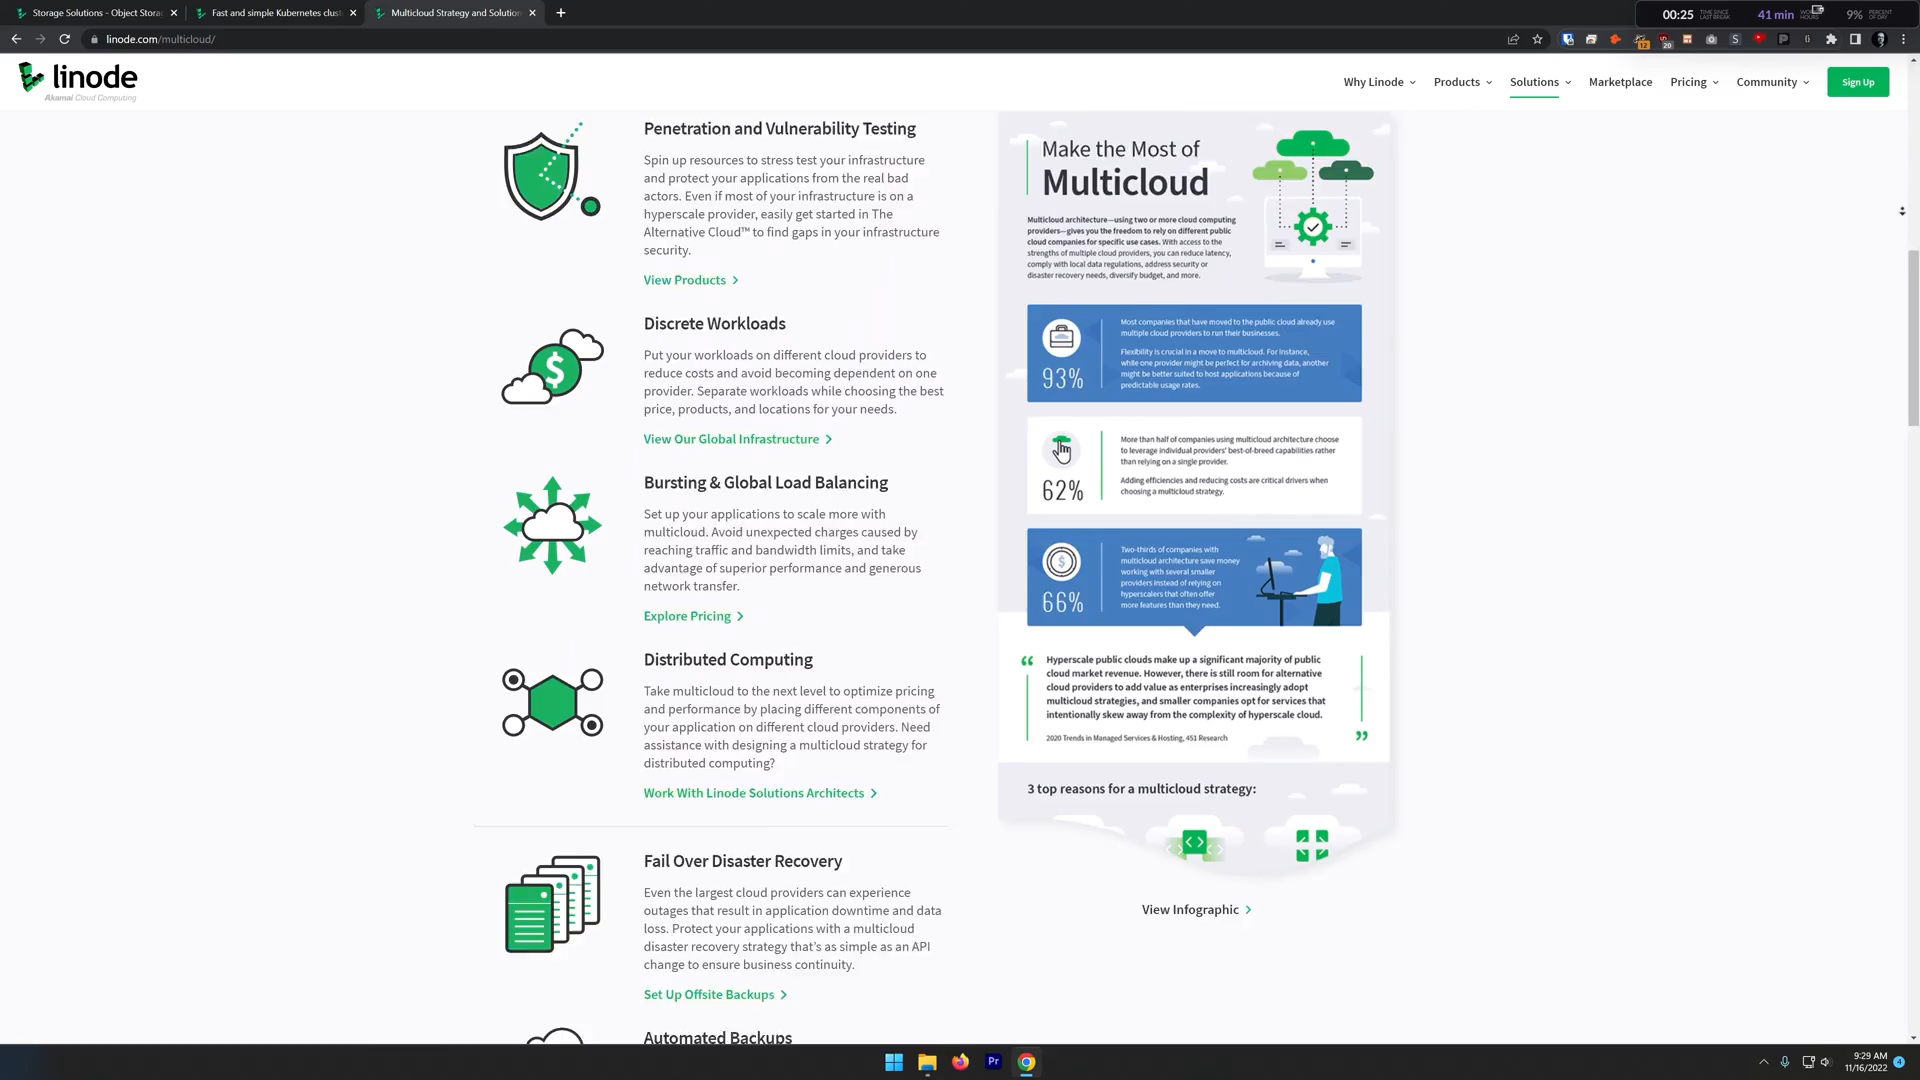 Storage Solutions - Object Stora
Fast and simple Kubernetes clust
Multicloud Strategy and Solution
00:25 TIME SINCE LAST BREAK
41 min
HOURS
9% PERCENT OF DAY
linode.com/multicloud/
12
20
linode
Akamai Cloud Computing
Why Linode
Products
Solutions
Marketplace
Pricing
Community
Sign Up
Penetration and Vulnerability Testing
Spin up resources to stress test your infrastructure
and protect your applications from the real bad
actors. Even if most of your infrastructure is on a
hyperscale provider, easily get started in The
Alternative Cloud™ to find gaps in your infrastructure
security.
View Products
Discrete Workloads
Put your workloads on different cloud providers to
reduce costs and avoid becoming dependent on one
provider. Separate workloads while choosing the best
price, products, and locations for your needs.
View Our Global Infrastructure
Bursting & Global Load Balancing
Set up your applications to scale more with
multicloud. Avoid unexpected charges caused by
reaching traffic and bandwidth limits, and take
advantage of superior performance and generous
network transfer.
Explore Pricing
Distributed Computing
Take multicloud to the next level to optimize pricing
and performance by placing different components of
your application on different cloud providers. Need
assistance with designing a multicloud strategy for
distributed computing?
Work With Linode Solutions Architects
Fail Over Disaster Recovery
Even the largest cloud providers can experience
outages that result in application downtime and data
loss. Protect your applications with a multicloud
disaster recovery strategy that's as simple as an API
change to ensure business continuity.
Set Up Offsite Backups
Automated Backups
Make the Most of
Multicloud
Multicloud architecture—using two or more cloud computing
providers—gives you the freedom to rely on different public
cloud companies for specific use cases. With access to the
strengths of multiple cloud providers, you can reduce latency,
comply with local data regulations, address security or
disaster recovery needs, diversify budget, and more.
93%
Most companies that have moved to the public cloud already use
multiple cloud providers to run their businesses.
Flexibility is crucial in a move to multicloud. For instance,
while one provider might be perfect for archiving data, another
might be better suited to host applications because of
predictable usage rates.
62%
More than half of companies using multicloud architecture choose
to leverage individual providers' best-of-breed capabilities rather
than relying on a single provider.
Adding efficiencies and reducing costs are critical drivers when
choosing a multicloud strategy.
66%
Two-thirds of companies with
multicloud architecture save money
working with several smaller
providers instead of relying on
hyperscalers that often offer
more features than they need.
“ Hyperscale public clouds make up a significant majority of public
cloud market revenue. However, there is still room for alternative
cloud providers to add value as enterprises increasingly adopt
multicloud strategies, and smaller companies opt for services that
intentionally skew away from the complexity of hyperscale cloud.
2020 Trends in Managed Services & Hosting, 451 Research ”
3 top reasons for a multicloud strategy:
View Infographic
Pr
9:29 AM
11/16/2022
4